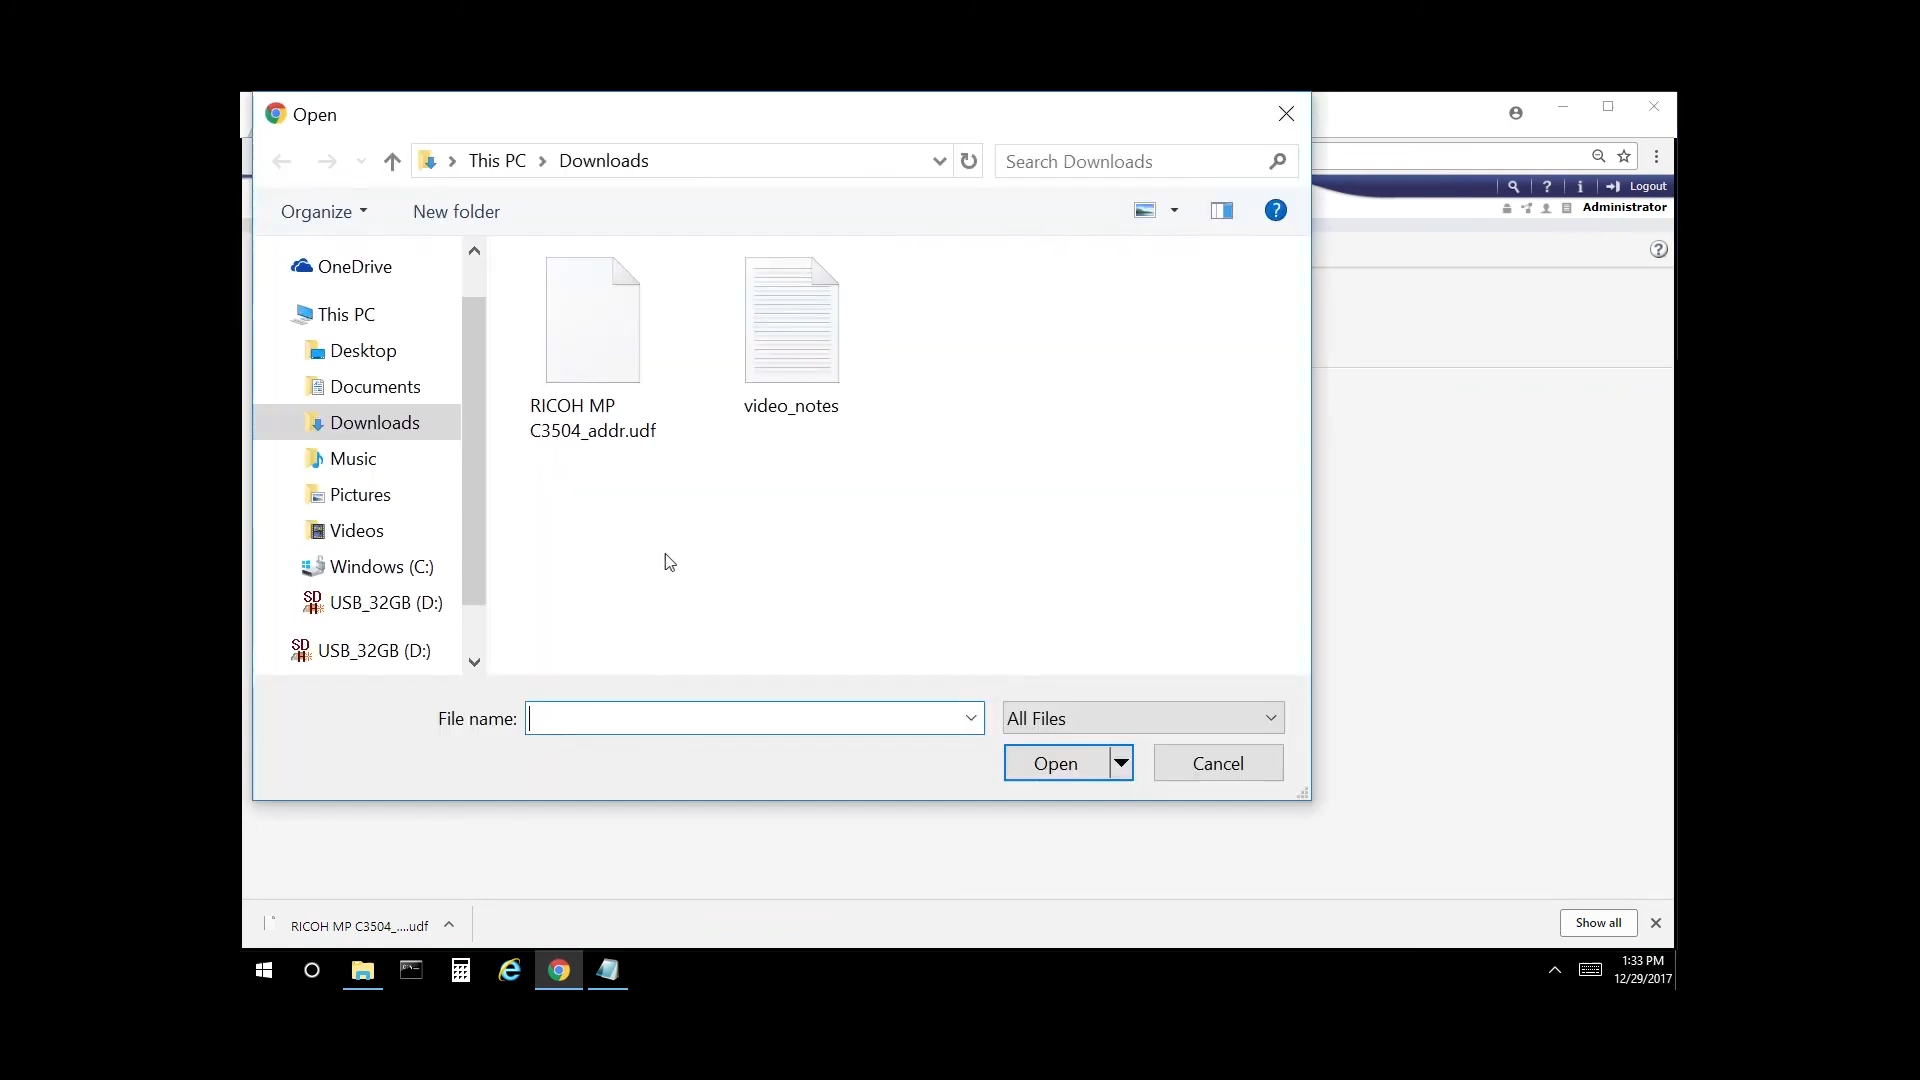 Open
This PC
Downloads
Search Downloads
Organize
New folder
?
Logout
Administrator
?
OneDrive
This PC
Desktop
Documents
Downloads
Music
Pictures
Videos
Windows (C:)
USB_32GB (D:)
USB_32GB (D:)
RICOH MP
C3504_addr.udf
video_notes
File name:
All Files
Open
Cancel
RICOH MP C3504_....udf
Show all
1:33 PM
12/29/2017